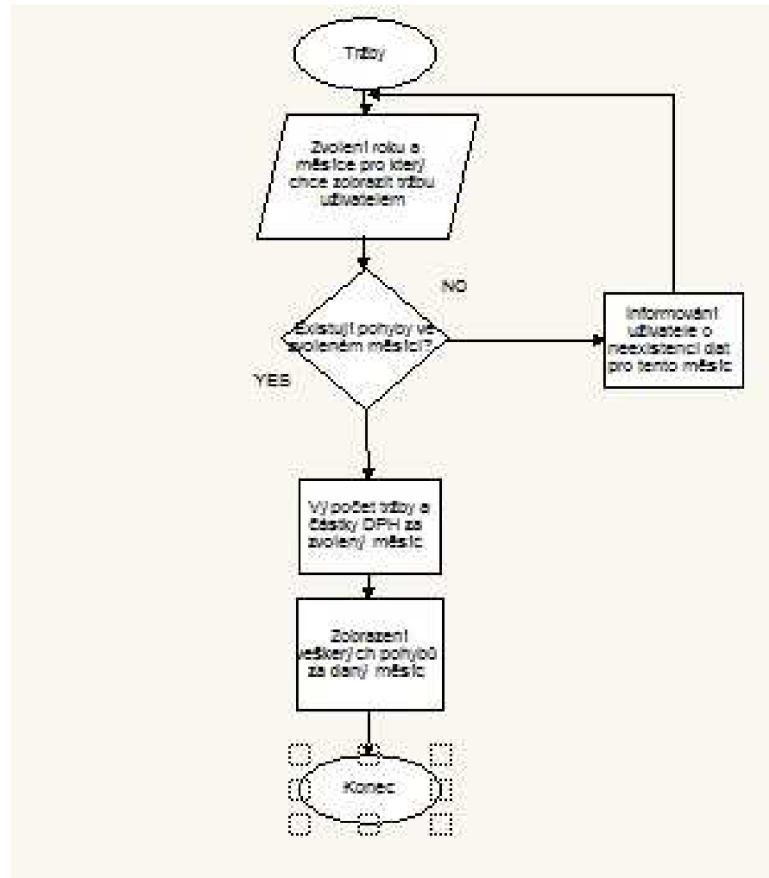 Tržby
Zvolení roku a
měsíce pro který
chce zobrazit tržbu
uživatelem
NO
Existují pohyby ve
zvoleném měsíci?
Informování
uživatele o
neexistenci dat
pro tento měsíc
YES
Výpočet tržby a
částky DPH za
zvolený měsíc
Zobrazení
veškerých pohybů
za daný měsíc
Konec